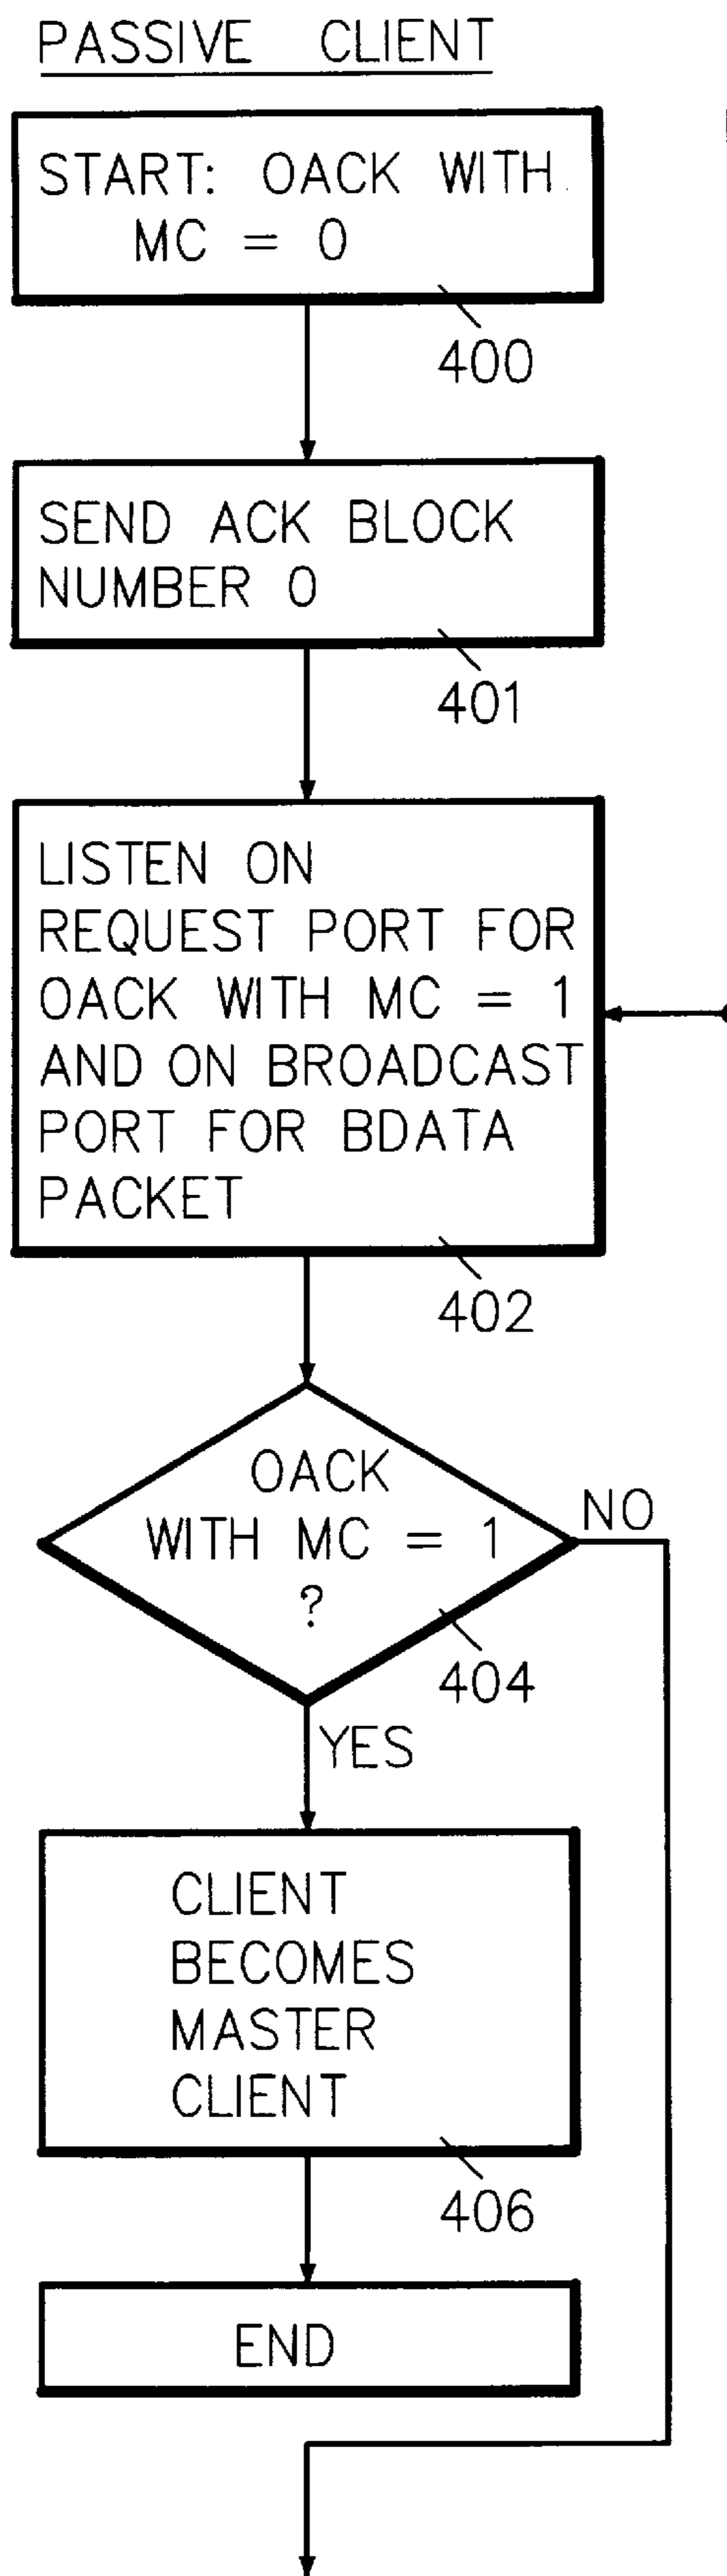 PASSIVE CLIENT
START: OACK WITH
MC = 0
400
SEND ACK BLOCK
NUMBER 0
401
LISTEN ON
REQUEST PORT FOR
OACK WITH MC = 1
AND ON BROADCAST
PORT FOR BDATA
PACKET
402
OACK
WITH MC = 1
?
NO
404
YES
CLIENT
BECOMES
MASTER
CLIENT
406
END